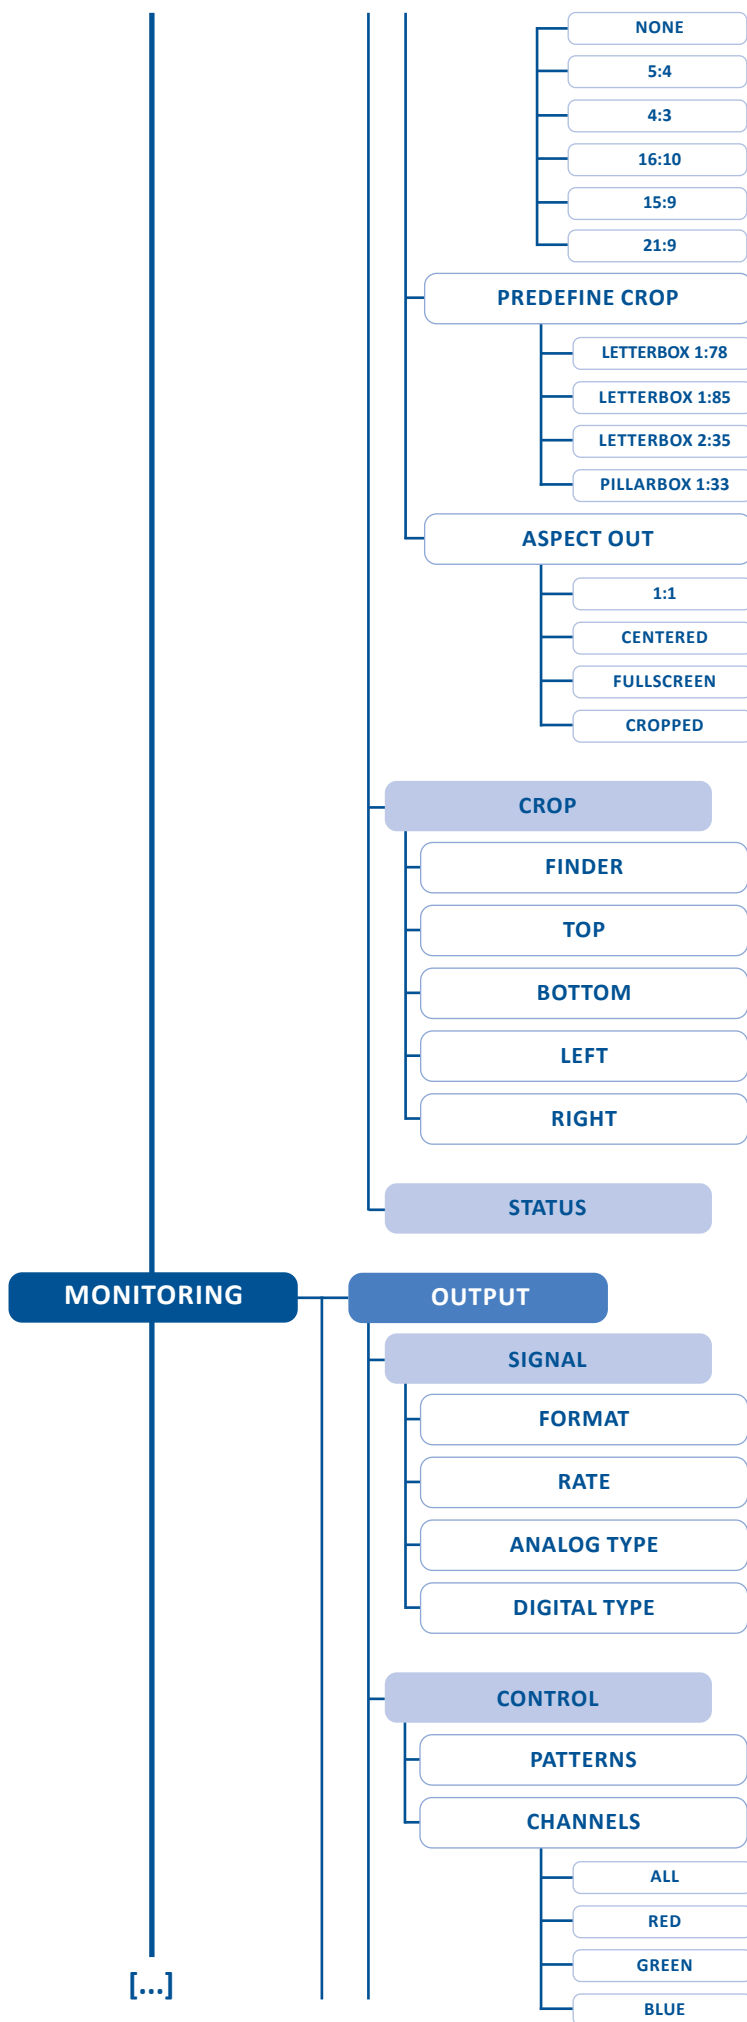 NONE
5:4
4:3
16:10
15:9
21:9
PREDEFINE CROP
LETTERBOX 1:78
LETTERBOX 1:85
LETTERBOX 2:35
PILLARBOX 1:33
ASPECT OUT
1:1
CENTERED
FULLSCREEN
CROPPED
CROP
FINDER
TOP
BOTTOM
LEFT
RIGHT
STATUS
MONITORING
OUTPUT
SIGNAL
FORMAT
RATE
ANALOG TYPE
DIGITAL TYPE
CONTROL
PATTERNS
CHANNELS
ALL
RED
GREEN
BLUE
[...]